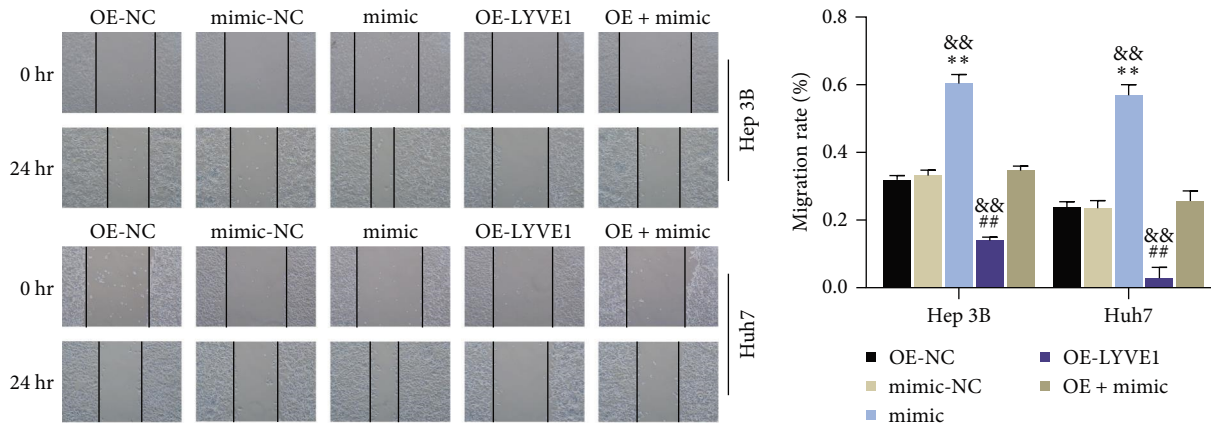 OE-NC mimic-NC mimic OE-LYVE1 OE + mimic
0 hr
24 hr
Hep 3B
OE-NC mimic-NC mimic OE-LYVE1 OE + mimic
0 hr
24 hr
Huh7
Migration rate (%)
0.8
0.6
0.4
0.2
0.0
&&
**
&&
##
&&
**
&&
##
Hep 3B Huh7
OE-NC OE-LYVE1
mimic-NC OE + mimic
mimic